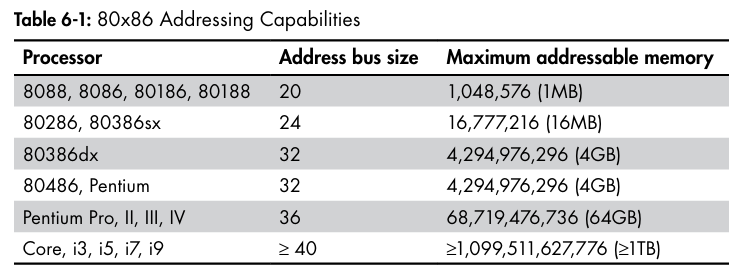 Table 6-1: 80x86 Addressing Capabilities
Processor Address bus size Maximum addressable memory
8088, 8086, 80186, 80188 20 1,048,576 (1MB)
80286, 80386sx 24 16,777,216 (16MB)
80386dx 32 4,294,976,296 (4GB)
80486, Pentium 32 4,294,976,296 (4GB)
Pentium Pro, II, III, IV 36 68,719,476,736 (64GB)
Core, i3, i5, i7, i9 ≥ 40 ≥1,099,511,627,776 (≥1TB)